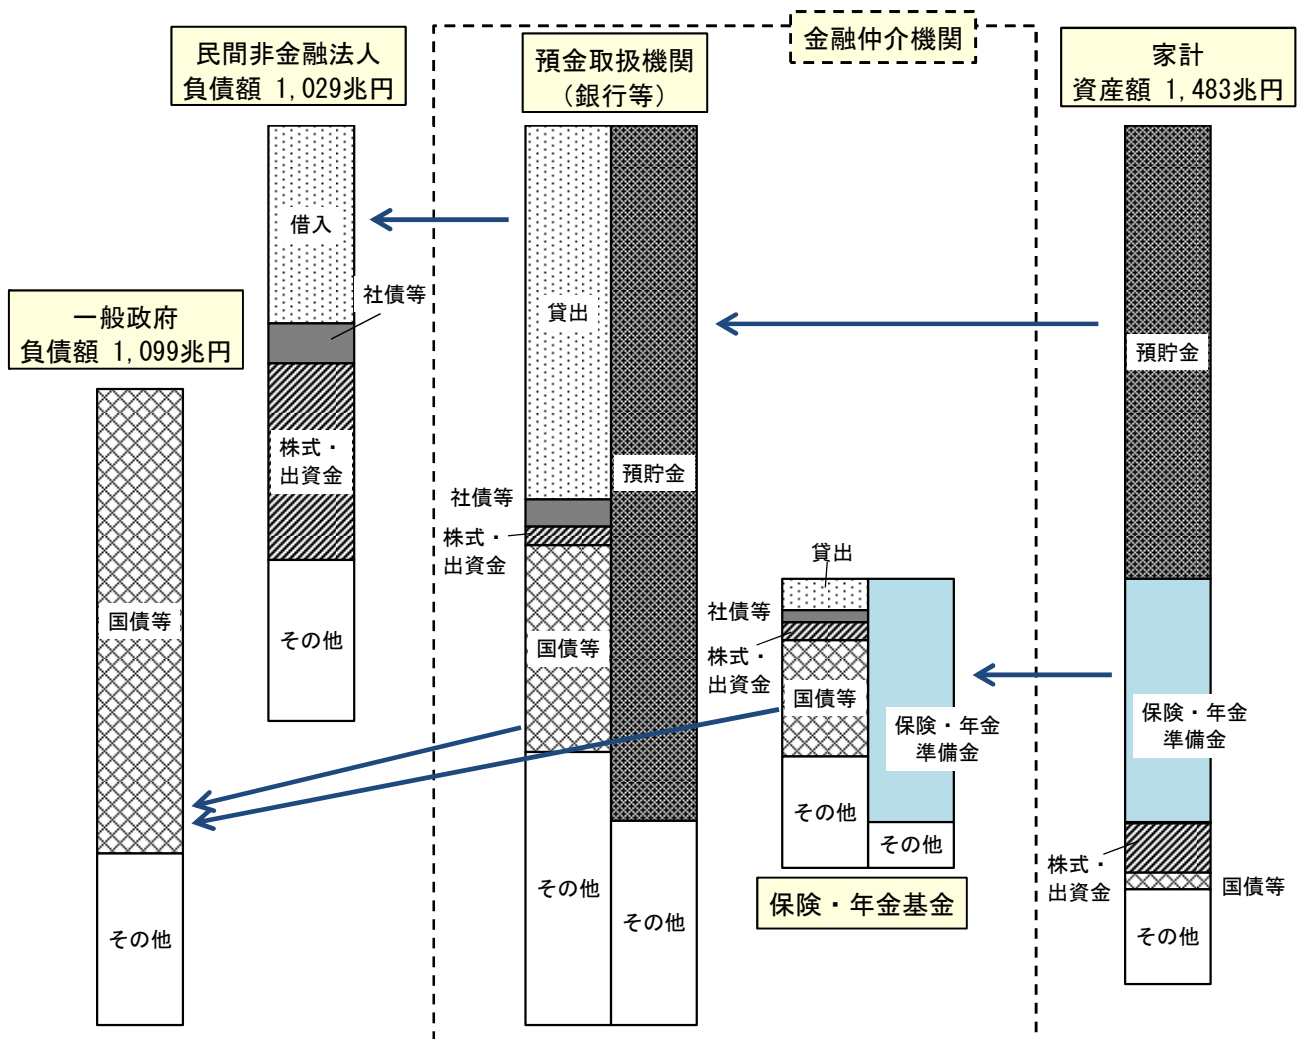 金融仲介機関
民間非金融法人
負債額 1,029兆円
預金取扱機関
（銀行等）
家計
資産額 1,483兆円
一般政府
負債額 1,099兆円
国債等
その他
借入
社債等
株式・
出資金
その他
貸出
社債等
株式・
出資金
国債等
その他
預貯金
その他
貸出
社債等
株式・
出資金
国債等
その他
保険・年金
準備金
その他
保険・年金基金
預貯金
保険・年金
準備金
株式・
出資金
国債等
その他